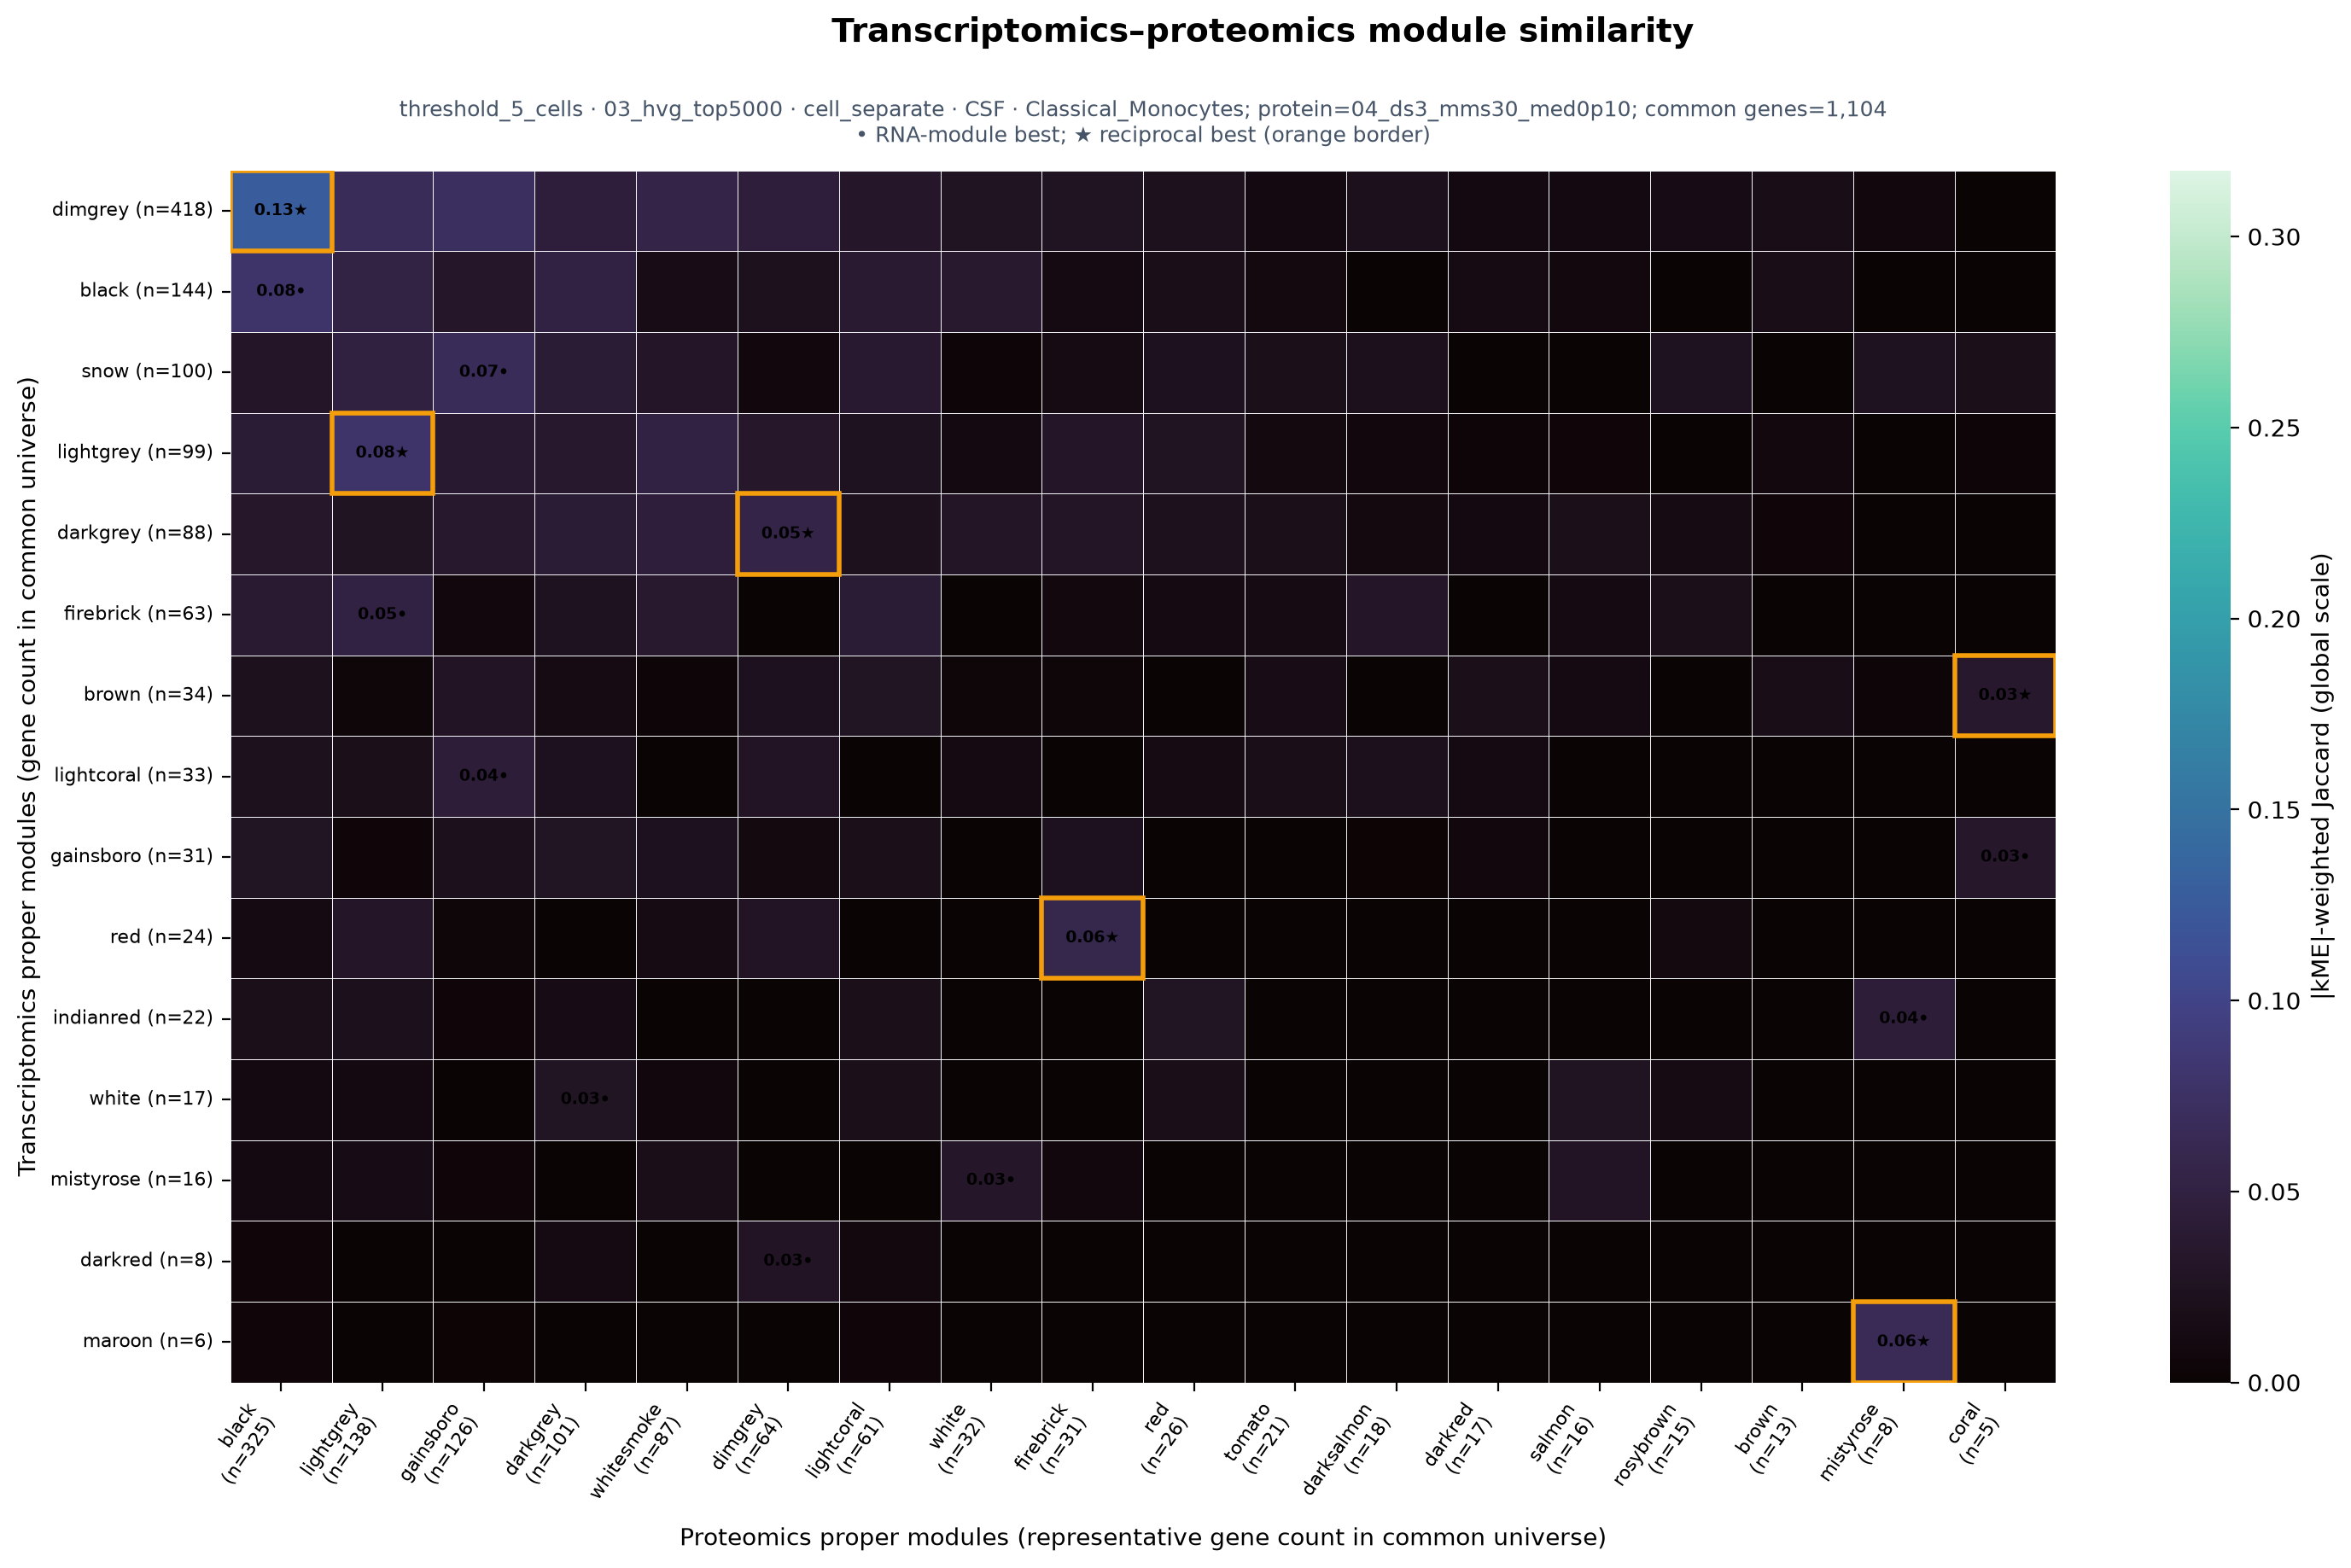 Transcriptomics–proteomics module similarity
threshold_5_cells · 03_hvg_top5000 · cell_separate · CSF · Classical_Monocytes; protein=04_ds3_mms30_med0p10; common genes=1,104
• RNA-module best; ★ reciprocal best (orange border)
Transcriptomics proper modules (gene count in common universe)
dimgrey (n=418)
0.13★
black (n=144)
0.08•
snow (n=100)
0.07•
lightgrey (n=99)
0.08★
darkgrey (n=88)
0.05★
firebrick (n=63)
0.05•
brown (n=34)
0.03★
lightcoral (n=33)
0.04•
gainsboro (n=31)
0.03•
red (n=24)
0.06★
indianred (n=22)
0.04•
white (n=17)
0.03•
mistyrose (n=16)
0.03•
darkred (n=8)
0.03•
maroon (n=6)
0.06★
black
(n=325)
lightgrey
(n=138)
gainsboro
(n=126)
darkgrey
(n=101)
whitesmoke
(n=87)
dimgrey
(n=64)
lightcoral
(n=61)
white
(n=32)
firebrick
(n=31)
red
(n=26)
tomato
(n=21)
darksalmon
(n=18)
darkred
(n=17)
salmon
(n=16)
rosybrown
(n=15)
brown
(n=13)
mistyrose
(n=8)
coral
(n=5)
Proteomics proper modules (representative gene count in common universe)
0.30
0.25
0.20
0.15
0.10
0.05
0.00
|kME|-weighted Jaccard (global scale)